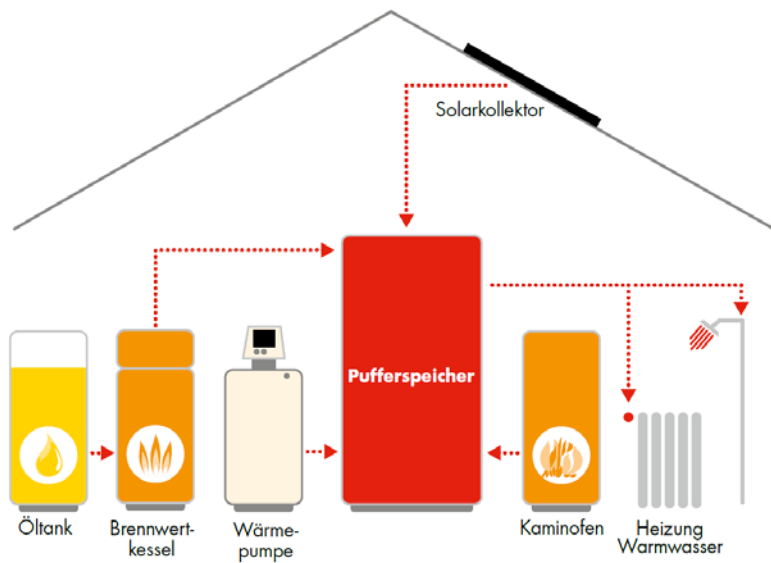 Solarkollektor
Pufferspeicher
Öltank
Brennwert-
kessel
Wärme-
pumpe
Kaminofen
Heizung
Warmwasser